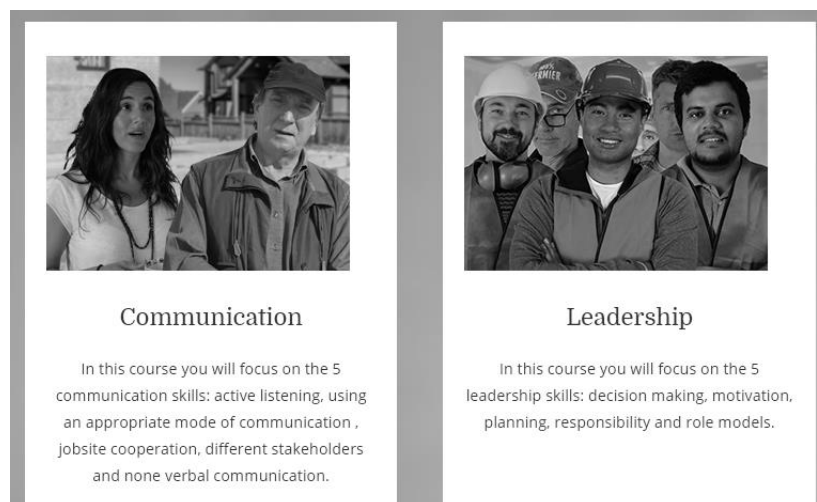 Communication
In this course you will focus on the 5
communication skills: active listening, using
an appropriate mode of communication ,
jobsite cooperation, different stakeholders
and none verbal communication.
Leadership
In this course you will focus on the 5
leadership skills: decision making, motivation,
planning, responsibility and role models.